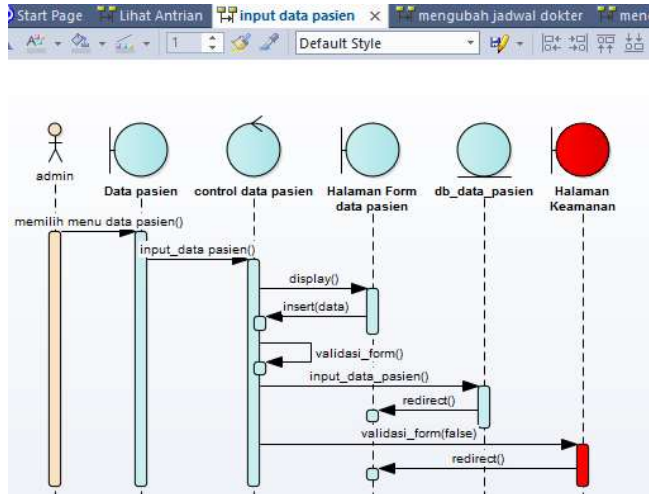 Start Page
Lihat Antrian
input data pasien ×
mengubah jadwal dokter
1
Default Style
admin
Data pasien
control data pasien
Halaman Form
data pasien
db_data_pasien
Halaman
Keamanan
memilih menu data pasien()
input_data pasien()
display()
insert(data)
validasi_form()
input_data_pasien()
redirect()
validasi_form(false)
redirect()